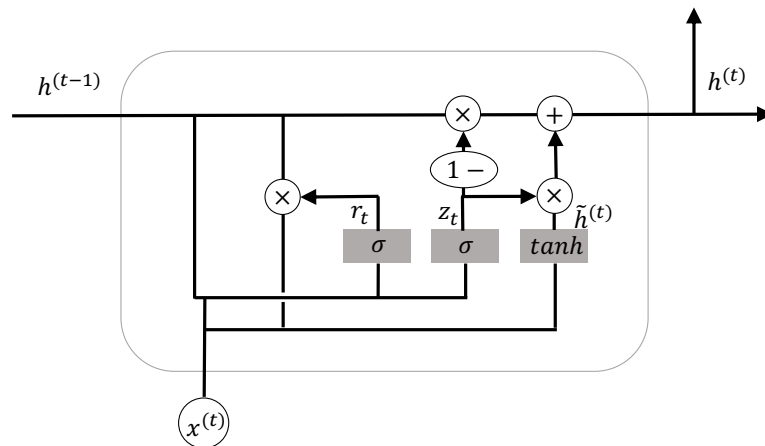 h^{(t−1)}
h^{(t)}
×
+
1 −
×
×
r_t
z_t
h̃^{(t)}
σ
σ
tanh
x^{(t)}